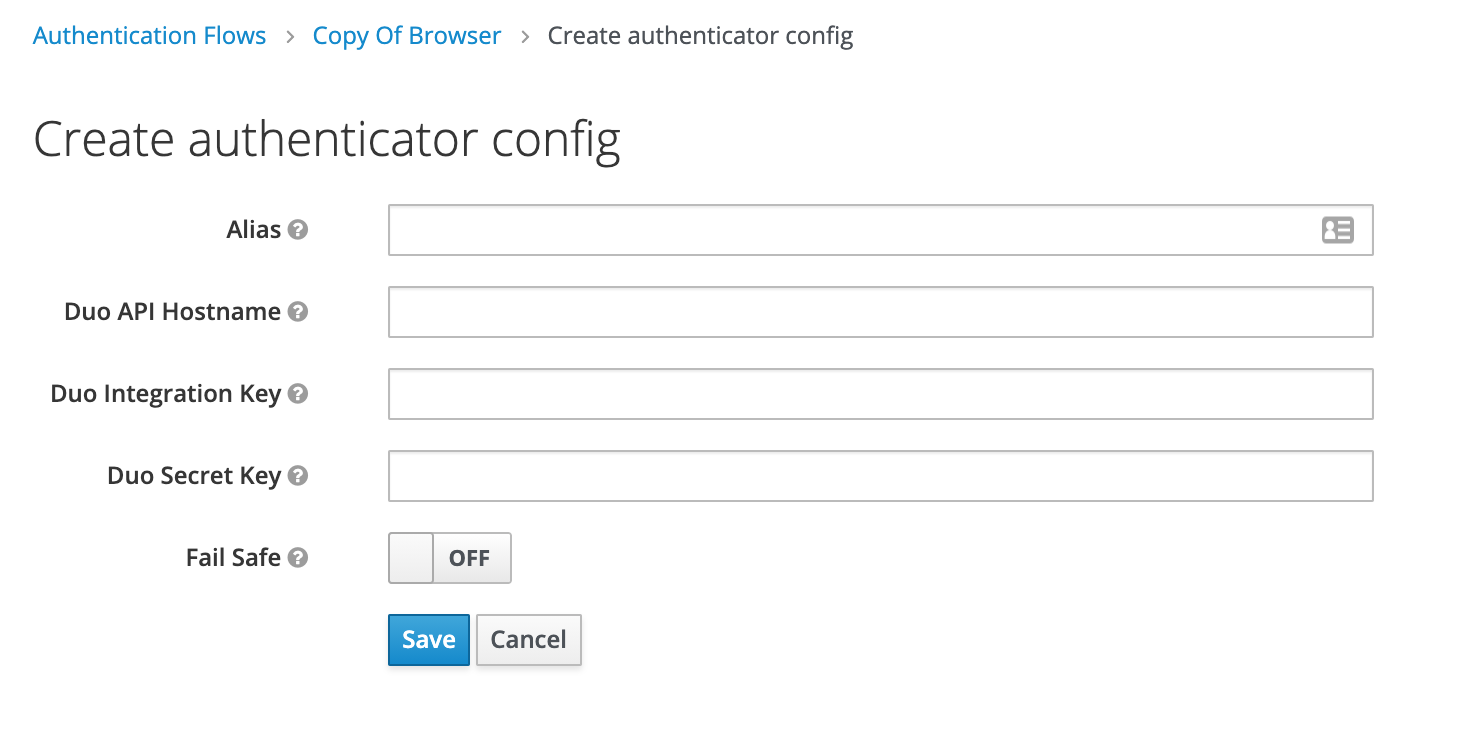 Authentication Flows > Copy Of Browser > Create authenticator config
Create authenticator config
Alias
Duo API Hostname
Duo Integration Key
Duo Secret Key
Fail Safe
OFF
Save Cancel